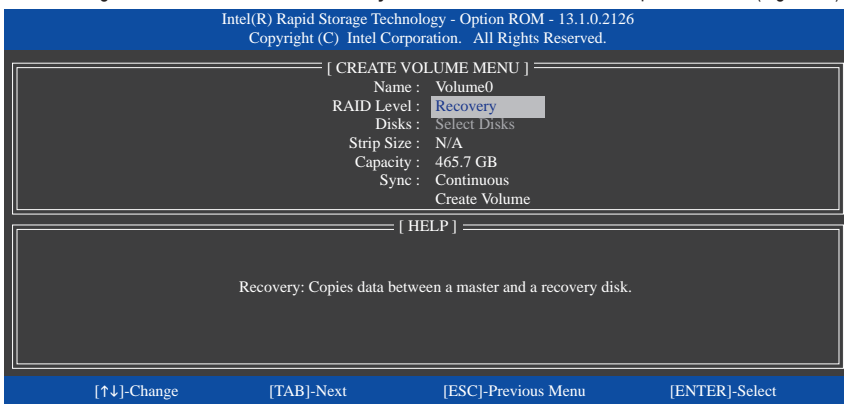 Intel(R) Rapid Storage Technology - Option ROM - 13.1.0.2126
Copyright (C) Intel Corporation. All Rights Reserved.
[ CREATE VOLUME MENU ]
Name : Volume0
RAID Level : Recovery
Disks : Select Disks
Strip Size : N/A
Capacity : 465.7 GB
Sync : Continuous
Create Volume
[ HELP ]
Recovery: Copies data between a master and a recovery disk.
[↑↓]-Change [TAB]-Next [ESC]-Previous Menu [ENTER]-Select